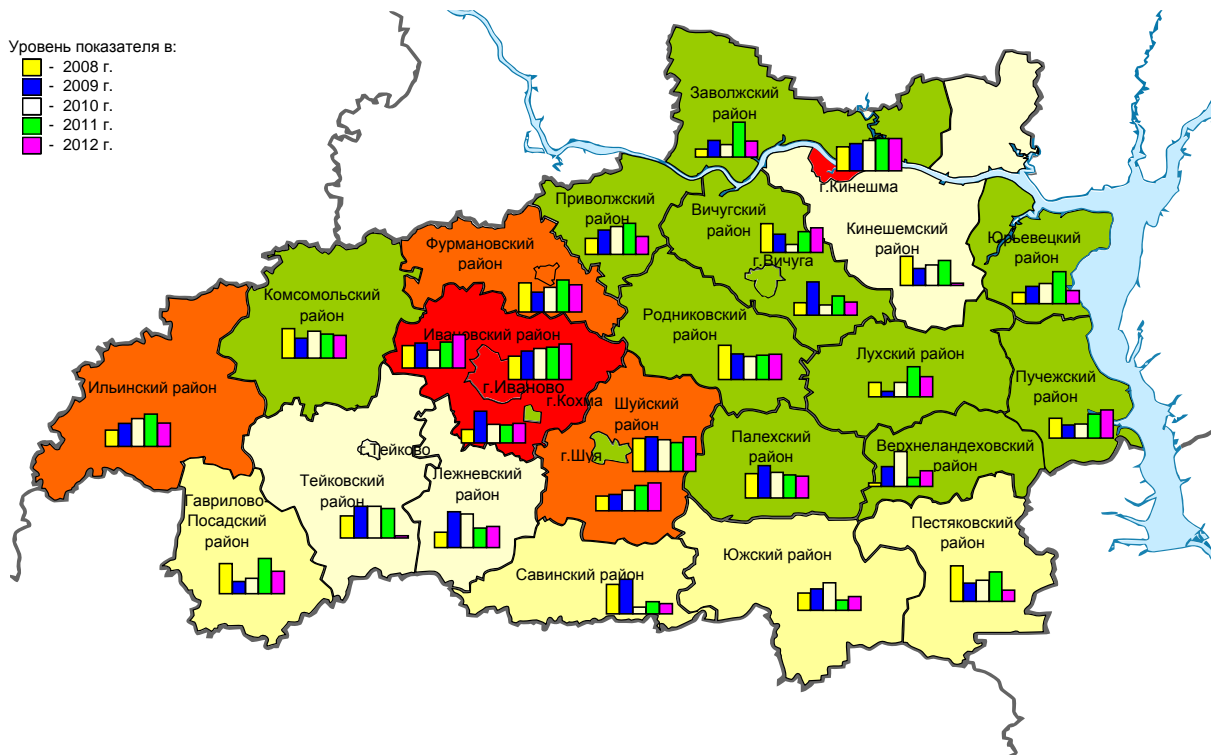 Уровень показателя в:
- 2008 г.
- 2009 г.
- 2010 г.
- 2011 г.
- 2012 г.
Заволжский
район
г.Кинешма
Приволжский
район
Вичугский
район
Кинешемский
район
Юрьевецкий
район
Фурмановский
район
г.Вичуга
Комсомольский
район
Родниковский
район
Ивановский район
Лухский район
Пучежский
район
Ильинский район
г.Иваново
г.Кохма
Шуйский
район
Палехский
район
Верхнеландеховский
район
г.Тейково
г.Шуя
Тейковский
район
Лежневский
район
Гаврилово-
Посадский
район
Пестяковский
район
Савинский район
Южский район